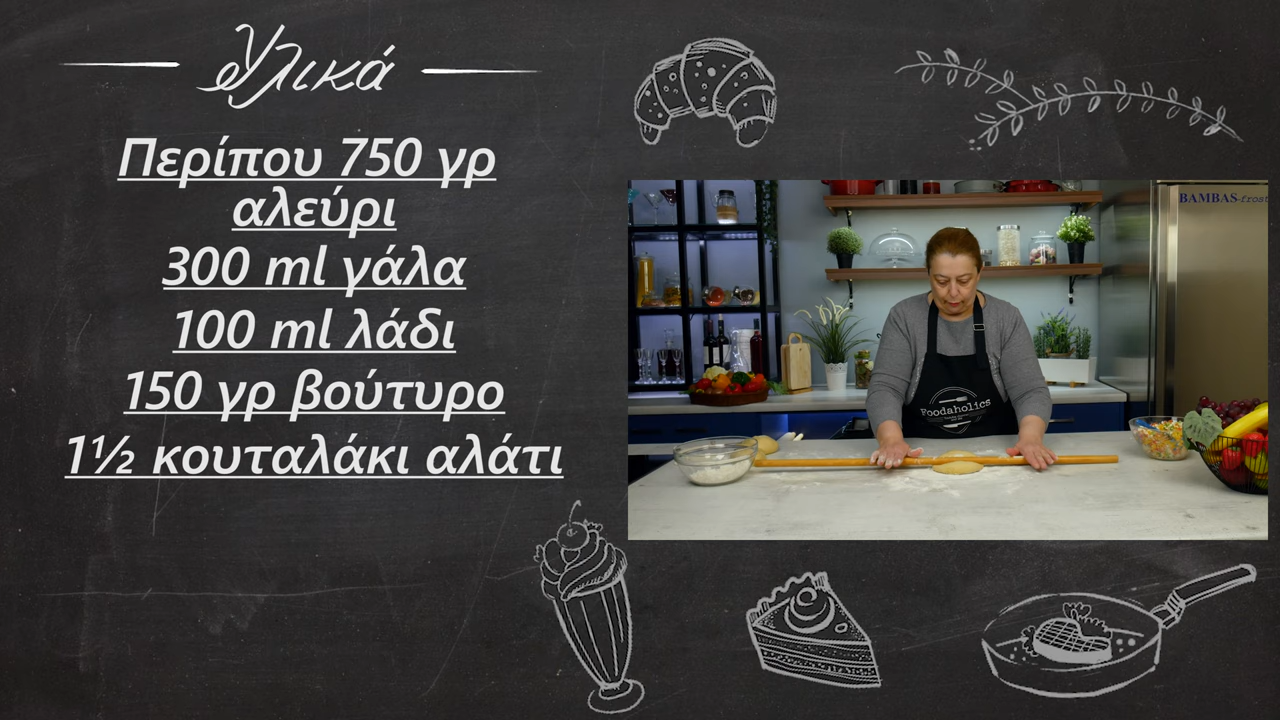 Υλικά
Περίπου 750 γρ
αλεύρι
300 ml γάλα
100 ml λάδι
150 γρ βούτυρο
1½ κουταλάκι αλάτι
BAMBAS-frost
Foodaholics